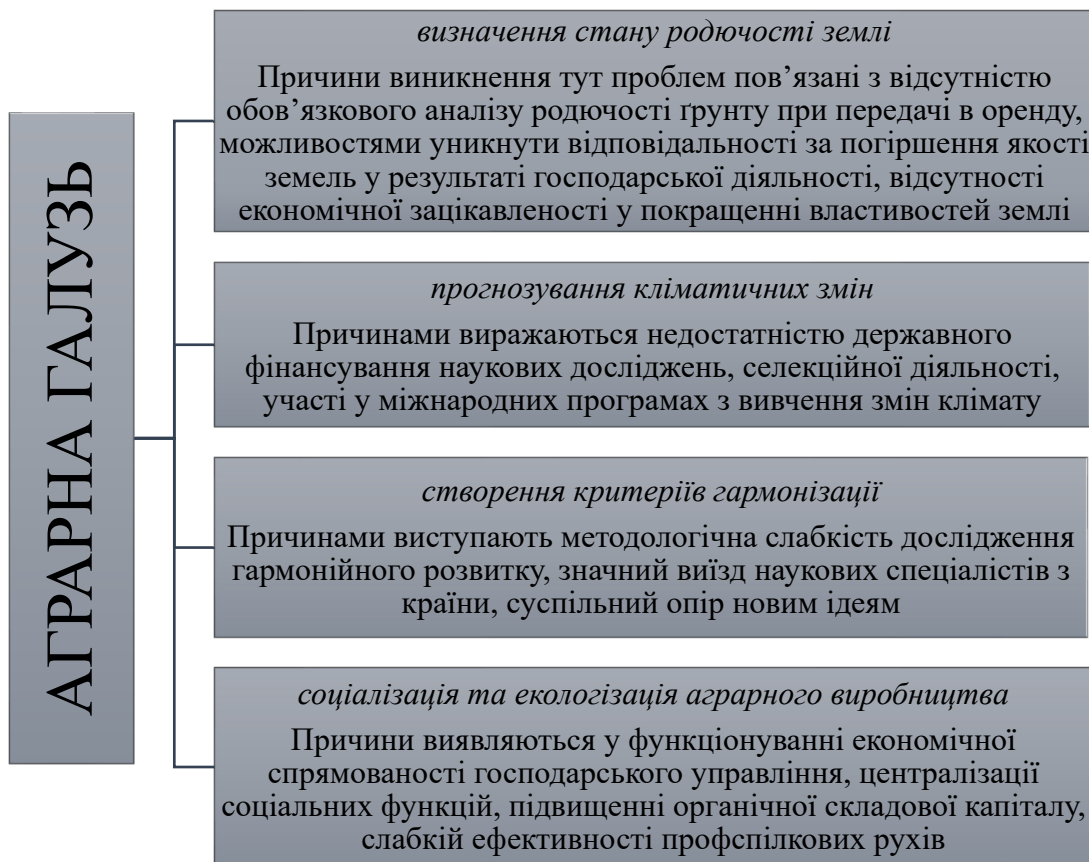 АГРАРНА ГАЛУЗЬ
визначення стану родючості землі
Причини виникнення тут проблем пов’язані з відсутністю
обов’язкового аналізу родючості ґрунту при передачі в оренду,
можливостями уникнути відповідальності за погіршення якості
земель у результаті господарської діяльності, відсутності
економічної зацікавленості у покращенні властивостей землі
прогнозування кліматичних змін
Причинами виражаються недостатністю державного
фінансування наукових досліджень, селекційної діяльності,
участі у міжнародних програмах з вивчення змін клімату
створення критеріїв гармонізації
Причинами виступають методологічна слабкість дослідження
гармонійного розвитку, значний виїзд наукових спеціалістів з
країни, суспільний опір новим ідеям
соціалізація та екологізація аграрного виробництва
Причини виявляються у функціонуванні економічної
спрямованості господарського управління, централізації
соціальних функцій, підвищенні органічної складової капіталу,
слабкій ефективності профспілкових рухів